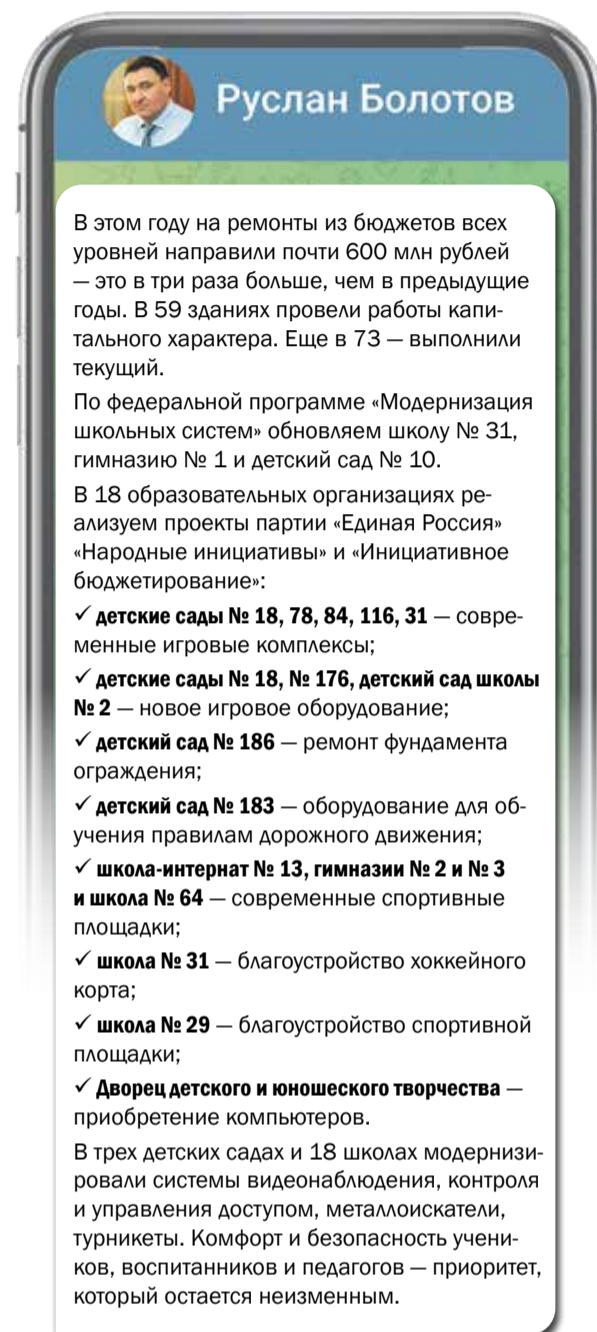 Руслан Болотов
В этом году на ремонты из бюджетов всех
уровней направили почти 600 млн рублей
— это в три раза больше, чем в предыдущие
годы. В 59 зданиях провели работы капи-
тального характера. Еще в 73 — выполнили
текущий.
По федеральной программе «Модернизация
школьных систем» обновляем школу № 31,
гимназию № 1 и детский сад № 10.
В 18 образовательных организациях ре-
ализуем проекты партии «Единая Россия»
«Народные инициативы» и «Инициативное
бюджетирование»:
✓ детские сады № 18, 78, 84, 116, 31 — совре-
менные игровые комплексы;
✓ детские сады № 18, № 176, детский сад школы
№ 2 — новое игровое оборудование;
✓ детский сад № 186 — ремонт фундамента
ограждения;
✓ детский сад № 183 — оборудование для об-
учения правилам дорожного движения;
✓ школа-интернат № 13, гимназии № 2 и № 3
и школа № 64 — современные спортивные
площадки;
✓ школа № 31 — благоустройство хоккейного
корта;
✓ школа № 29 — благоустройство спортивной
площадки;
✓ Дворец детского и юношеского творчества —
приобретение компьютеров.
В трех детских садах и 18 школах модернизи-
ровали системы видеонаблюдения, контроля
и управления доступом, металлоискатели,
турникеты. Комфорт и безопасность учени-
ков, воспитанников и педагогов — приоритет,
который остается неизменным.